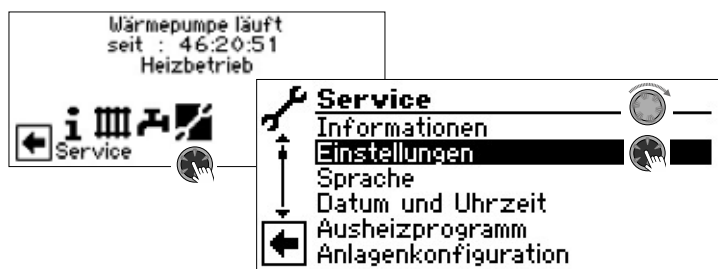 Wärmepumpe läuft
seit : 46:20:51
Heizbetrieb
Service
Service
Informationen
Einstellungen
Sprache
Datum und Uhrzeit
Ausheizprogramm
Anlagenkonfiguration